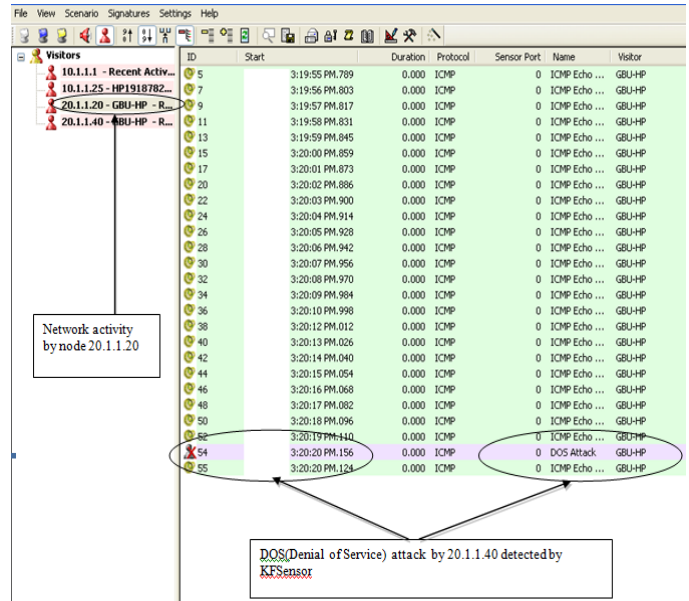 File View Scenario Signatures Settings Help
Visitors
10.1.1.1 - Recent Activ...
10.1.1.25 - HP1918782...
20.1.1.20 - GBU-HP - R...
20.1.1.40 - GBU-HP - R...
ID Start Duration Protocol Sensor Port Name Visitor
5 3:19:55 PM.789 0.000 ICMP 0 ICMP Echo ... GBU-HP
7 3:19:56 PM.803 0.000 ICMP 0 ICMP Echo ... GBU-HP
9 3:19:57 PM.817 0.000 ICMP 0 ICMP Echo ... GBU-HP
11 3:19:58 PM.831 0.000 ICMP 0 ICMP Echo ... GBU-HP
13 3:19:59 PM.845 0.000 ICMP 0 ICMP Echo ... GBU-HP
15 3:20:00 PM.859 0.000 ICMP 0 ICMP Echo ... GBU-HP
17 3:20:01 PM.873 0.000 ICMP 0 ICMP Echo ... GBU-HP
20 3:20:02 PM.886 0.000 ICMP 0 ICMP Echo ... GBU-HP
22 3:20:03 PM.900 0.000 ICMP 0 ICMP Echo ... GBU-HP
24 3:20:04 PM.914 0.000 ICMP 0 ICMP Echo ... GBU-HP
26 3:20:05 PM.928 0.000 ICMP 0 ICMP Echo ... GBU-HP
28 3:20:06 PM.942 0.000 ICMP 0 ICMP Echo ... GBU-HP
30 3:20:07 PM.956 0.000 ICMP 0 ICMP Echo ... GBU-HP
32 3:20:08 PM.970 0.000 ICMP 0 ICMP Echo ... GBU-HP
34 3:20:09 PM.984 0.000 ICMP 0 ICMP Echo ... GBU-HP
36 3:20:10 PM.998 0.000 ICMP 0 ICMP Echo ... GBU-HP
38 3:20:12 PM.012 0.000 ICMP 0 ICMP Echo ... GBU-HP
40 3:20:13 PM.026 0.000 ICMP 0 ICMP Echo ... GBU-HP
42 3:20:14 PM.040 0.000 ICMP 0 ICMP Echo ... GBU-HP
44 3:20:15 PM.054 0.000 ICMP 0 ICMP Echo ... GBU-HP
46 3:20:16 PM.068 0.000 ICMP 0 ICMP Echo ... GBU-HP
48 3:20:17 PM.082 0.000 ICMP 0 ICMP Echo ... GBU-HP
50 3:20:18 PM.096 0.000 ICMP 0 ICMP Echo ... GBU-HP
52 3:20:19 PM.110 0.000 ICMP 0 ICMP Echo ... GBU-HP
54 3:20:20 PM.156 0.000 ICMP 0 DOS Attack GBU-HP
55 3:20:20 PM.124 0.000 ICMP 0 ICMP Echo ... GBU-HP
Network activity
by node 20.1.1.20
DOS(Denial of Service) attack by 20.1.1.40 detected by
KFSensor